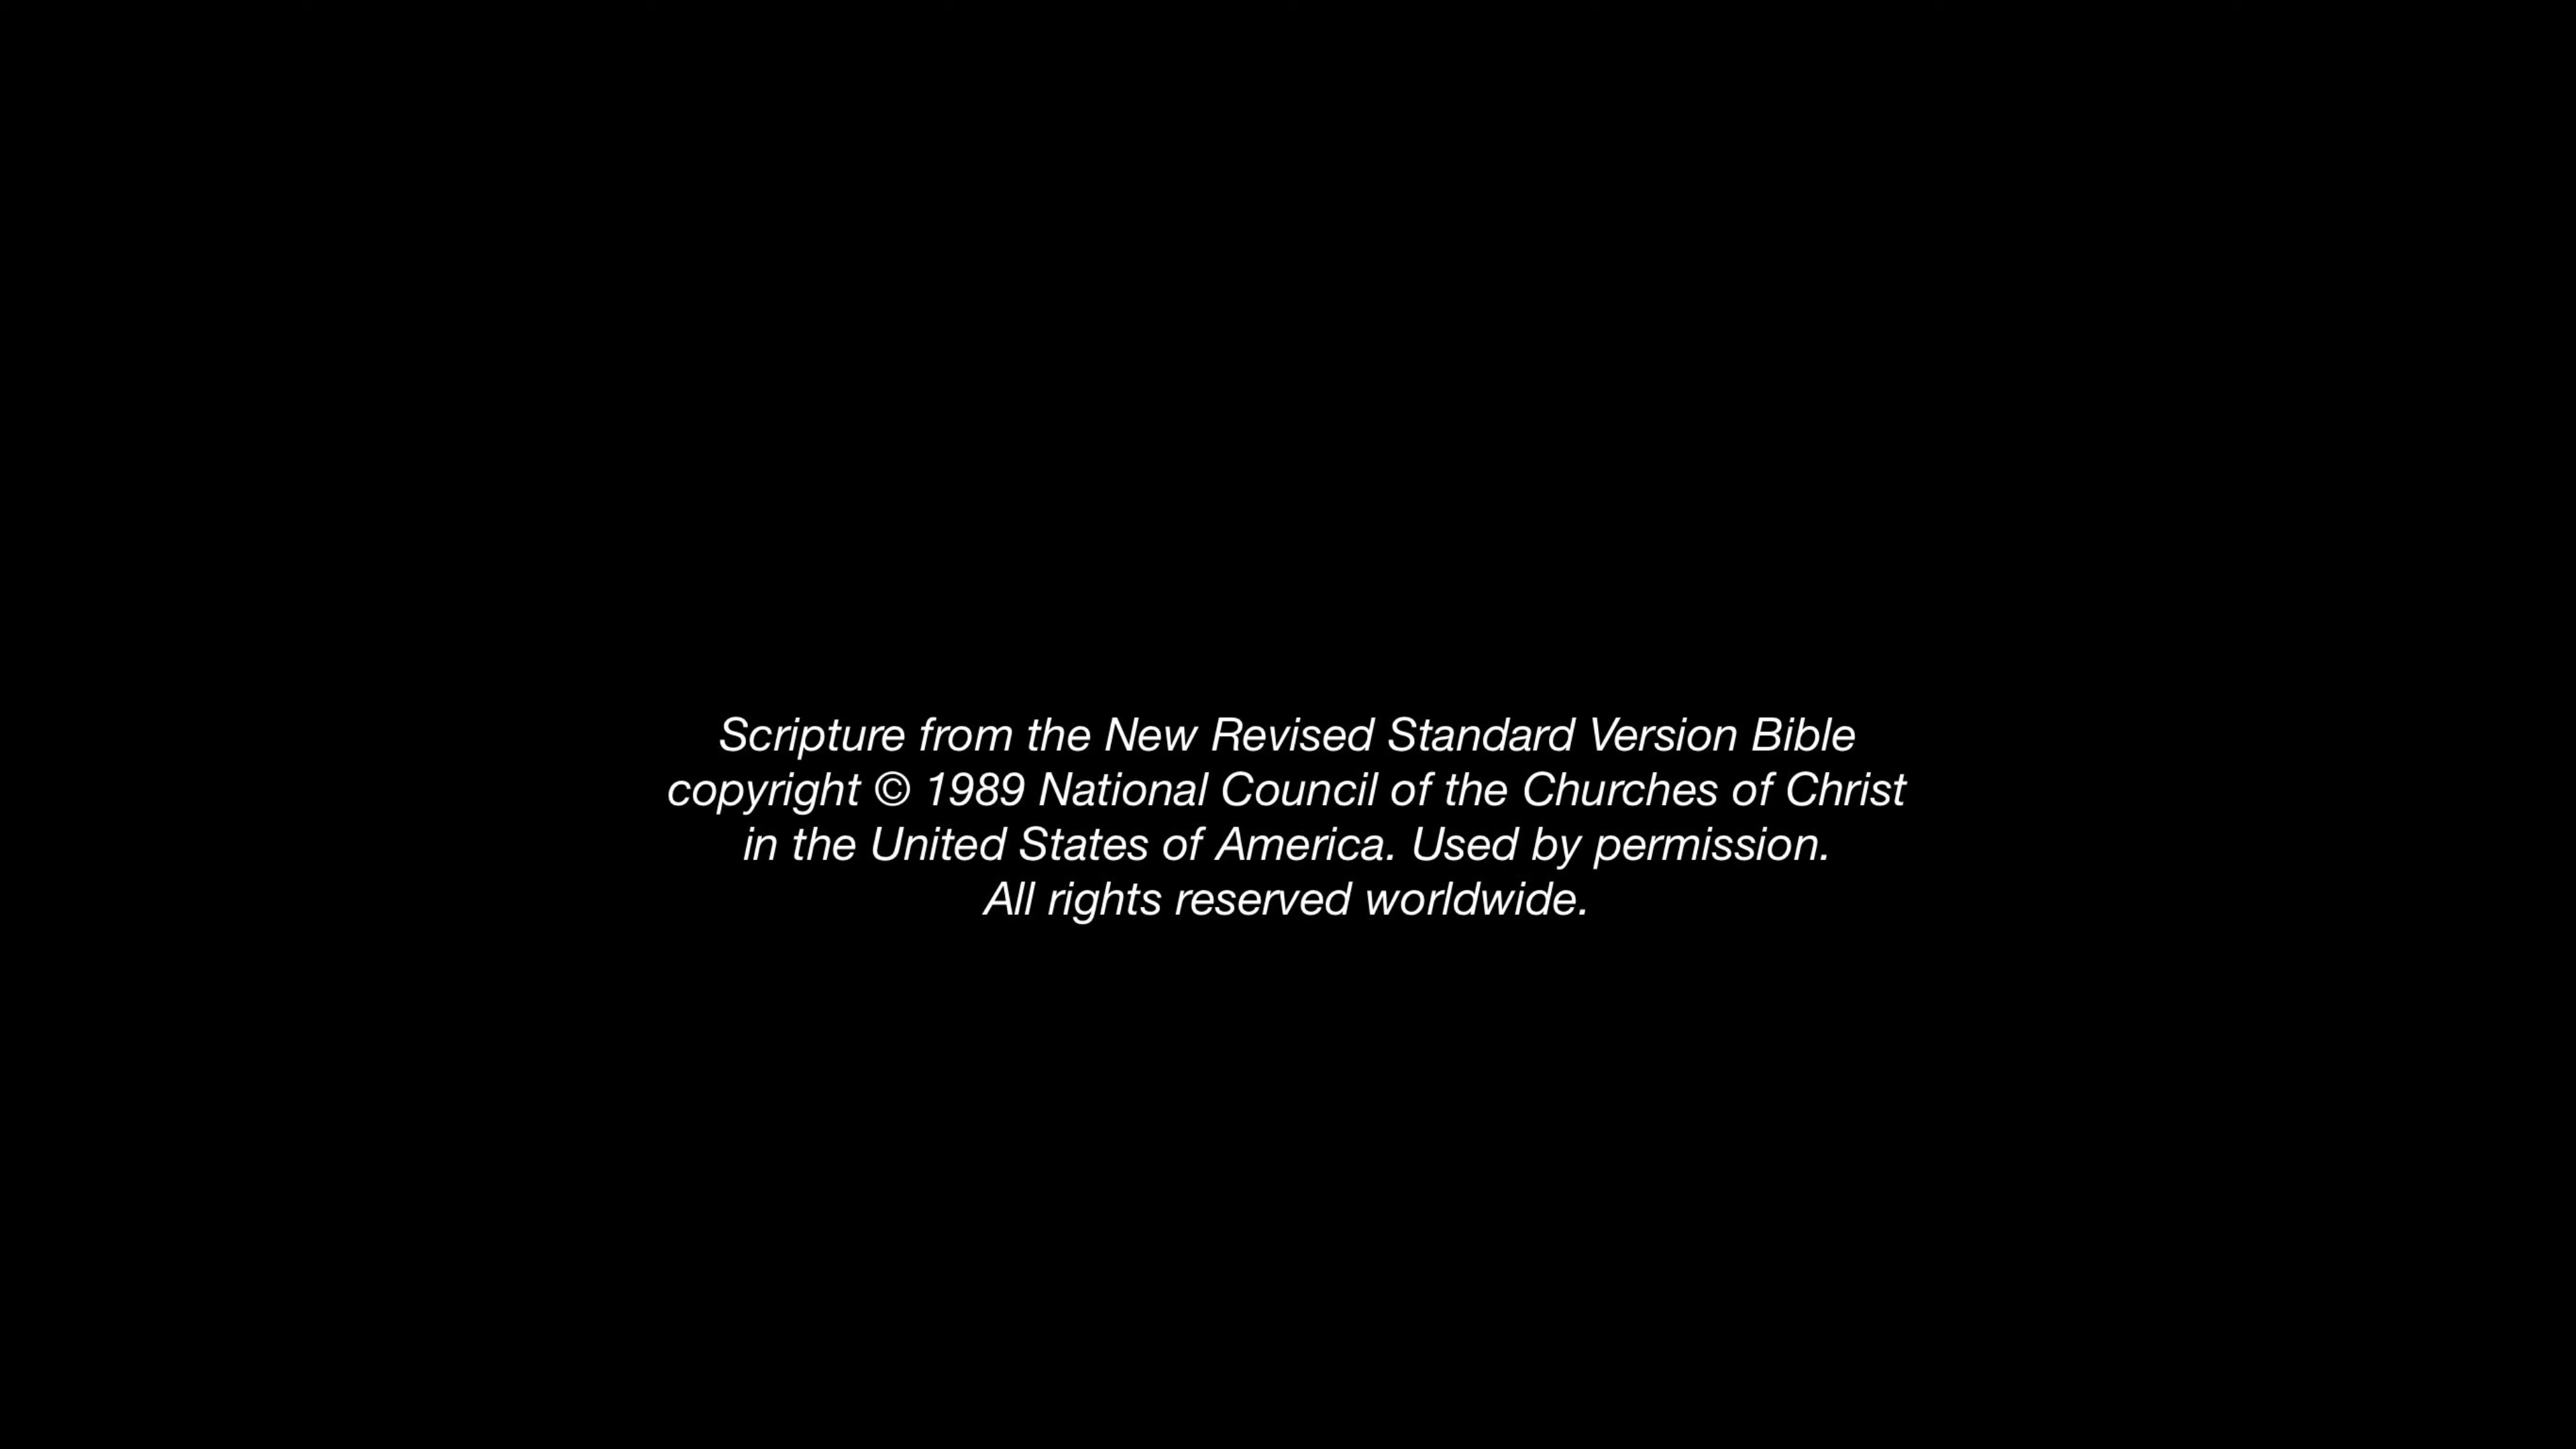 Scripture from the New Revised Standard Version Bible
copyright © 1989 National Council of the Churches of Christ
in the United States of America. Used by permission.
All rights reserved worldwide.